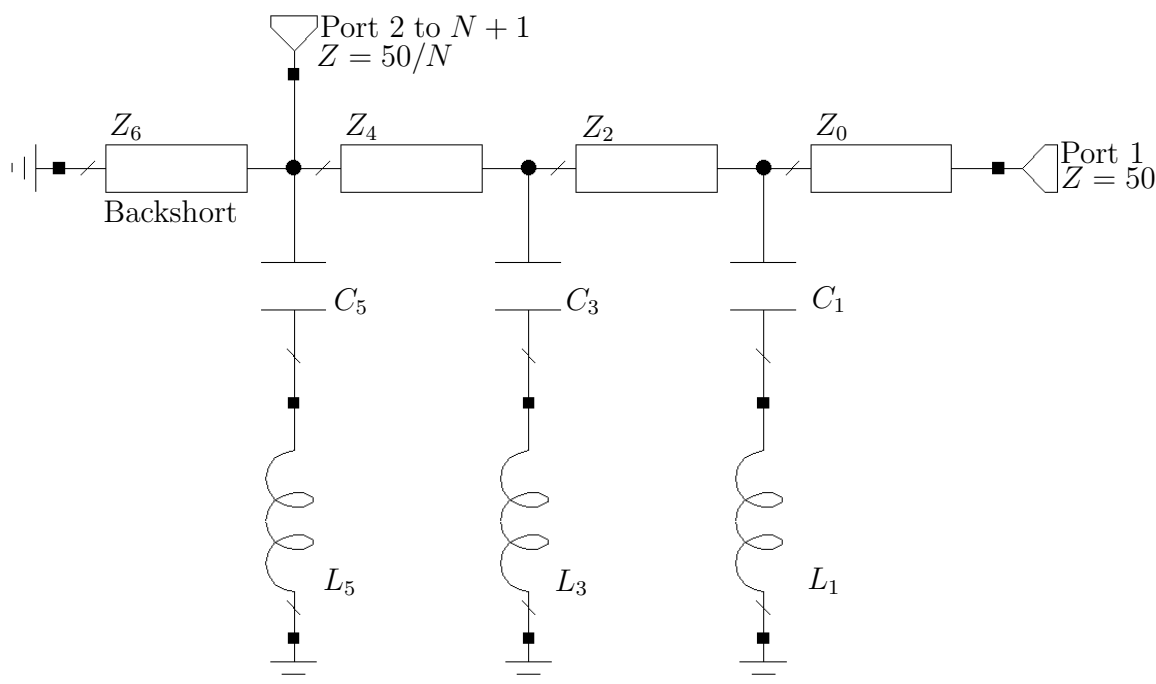 Port 2 to N + 1
Z = 50/N
Z₆
Z₄
Z₂
Z₀
Port 1
Z = 50
Backshort
C₅
C₃
C₁
L₅
L₃
L₁